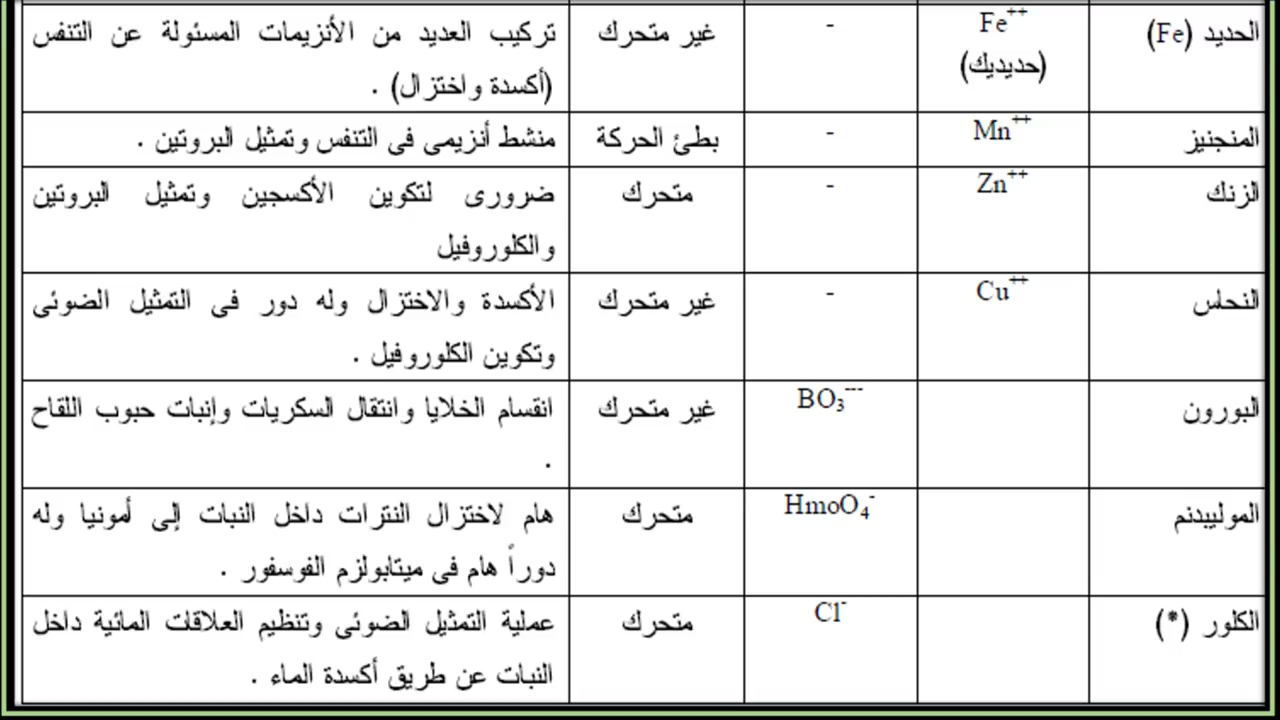 الحديد (Fe)
Fe++
(حديديك)
-
غير متحرك
تركيب العديد من الأنزيمات المسئولة عن التنفس
(أكسدة واختزال) .
المنجنيز
Mn++
-
بطئ الحركة
منشط أنزيمى فى التنفس وتمثيل البروتين .
الزنك
Zn++
-
متحرك
ضرورى لتكوين الأكسجين وتمثيل البروتين
والكلوروفيل
النحاس
Cu++
-
غير متحرك
الأكسدة والاختزال وله دور فى التمثيل الضوئى
وتكوين الكلوروفيل .
البورون
BO3---
غير متحرك
انقسام الخلايا وانتقال السكريات وإنبات حبوب اللقاح
.
الموليبدنم
HmoO4-
متحرك
هام لاختزال النترات داخل النبات إلى أمونيا وله
دوراً هام فى ميتابولزم الفوسفور .
الكلور (*)
Cl-
متحرك
عملية التمثيل الضوئى وتنظيم العلاقات المائية داخل
النبات عن طريق أكسدة الماء .